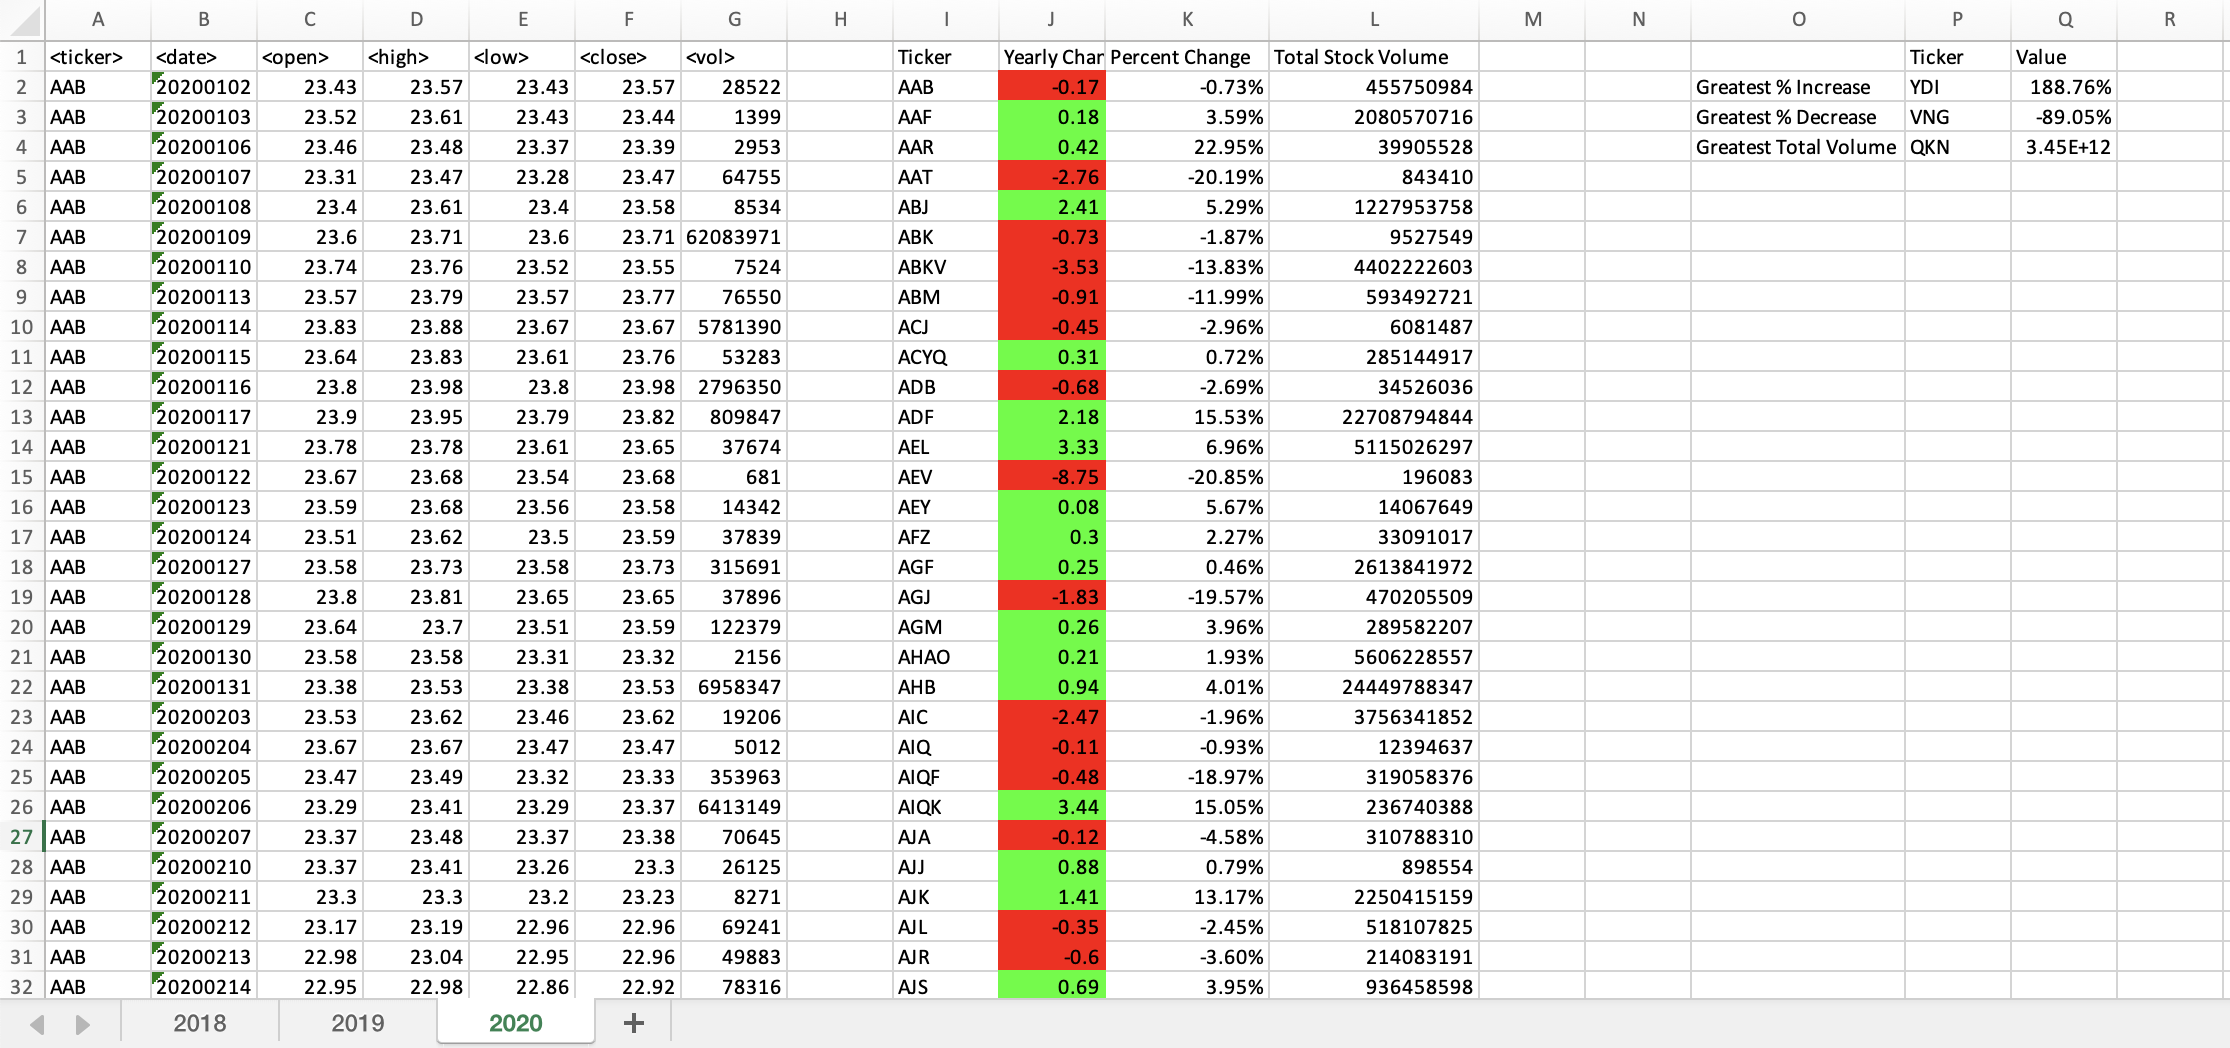 A B C D E F G H I J K L M N O P Q R
1 <ticker> <date> <open> <high> <low> <close> <vol> Ticker Yearly Char Percent Change Total Stock Volume Ticker Value
2 AAB 20200102 23.43 23.57 23.43 23.57 28522 AAB -0.17 -0.73% 455750984 Greatest % Increase YDI 188.76%
3 AAB 20200103 23.52 23.61 23.43 23.44 1399 AAF 0.18 3.59% 2080570716 Greatest % Decrease VNG -89.05%
4 AAB 20200106 23.46 23.48 23.37 23.39 2953 AAR 0.42 22.95% 39905528 Greatest Total Volume QKN 3.45E+12
5 AAB 20200107 23.31 23.47 23.28 23.47 64755 AAT -2.76 -20.19% 843410
6 AAB 20200108 23.4 23.61 23.4 23.58 8534 ABJ 2.41 5.29% 1227953758
7 AAB 20200109 23.6 23.71 23.6 23.71 62083971 ABK -0.73 -1.87% 9527549
8 AAB 20200110 23.74 23.76 23.52 23.55 7524 ABKV -3.53 -13.83% 4402222603
9 AAB 20200113 23.57 23.79 23.57 23.77 76550 ABM -0.91 -11.99% 593492721
10 AAB 20200114 23.83 23.88 23.67 23.67 5781390 ACJ -0.45 -2.96% 6081487
11 AAB 20200115 23.64 23.83 23.61 23.76 53283 ACYQ 0.31 0.72% 285144917
12 AAB 20200116 23.8 23.98 23.8 23.98 2796350 ADB -0.68 -2.69% 34526036
13 AAB 20200117 23.9 23.95 23.79 23.82 809847 ADF 2.18 15.53% 22708794844
14 AAB 20200121 23.78 23.78 23.61 23.65 37674 AEL 3.33 6.96% 5115026297
15 AAB 20200122 23.67 23.68 23.54 23.68 681 AEV -8.75 -20.85% 196083
16 AAB 20200123 23.59 23.68 23.56 23.58 14342 AEY 0.08 5.67% 14067649
17 AAB 20200124 23.51 23.62 23.5 23.59 37839 AFZ 0.3 2.27% 33091017
18 AAB 20200127 23.58 23.73 23.58 23.73 315691 AGF 0.25 0.46% 2613841972
19 AAB 20200128 23.8 23.81 23.65 23.65 37896 AGJ -1.83 -19.57% 470205509
20 AAB 20200129 23.64 23.7 23.51 23.59 122379 AGM 0.26 3.96% 289582207
21 AAB 20200130 23.58 23.58 23.31 23.32 2156 AHAO 0.21 1.93% 5606228557
22 AAB 20200131 23.38 23.53 23.38 23.53 6958347 AHB 0.94 4.01% 24449788347
23 AAB 20200203 23.53 23.62 23.46 23.62 19206 AIC -2.47 -1.96% 3756341852
24 AAB 20200204 23.67 23.67 23.47 23.47 5012 AIQ -0.11 -0.93% 12394637
25 AAB 20200205 23.47 23.49 23.32 23.33 353963 AIQF -0.48 -18.97% 319058376
26 AAB 20200206 23.29 23.41 23.29 23.37 6413149 AIQK 3.44 15.05% 236740388
27 AAB 20200207 23.37 23.48 23.37 23.38 70645 AJA -0.12 -4.58% 310788310
28 AAB 20200210 23.37 23.41 23.26 23.3 26125 AJJ 0.88 0.79% 898554
29 AAB 20200211 23.3 23.3 23.2 23.23 8271 AJK 1.41 13.17% 2250415159
30 AAB 20200212 23.17 23.19 22.96 22.96 69241 AJL -0.35 -2.45% 518107825
31 AAB 20200213 22.98 23.04 22.95 22.96 49883 AJR -0.6 -3.60% 214083191
32 AAB 20200214 22.95 22.98 22.86 22.92 78316 AJS 0.69 3.95% 936458598
2018 2019 2020 +